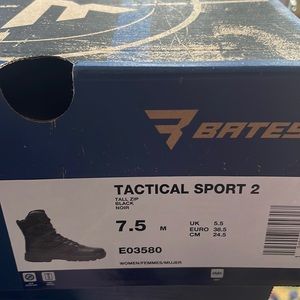 BATES
TACTICAL SPORT 2
TALL ZIP
BLACK
NOIR
7.5 M
UK 5.5
EURO 38.5
CM 24.5
E03580
WOMEN/FEMMES/MUJER